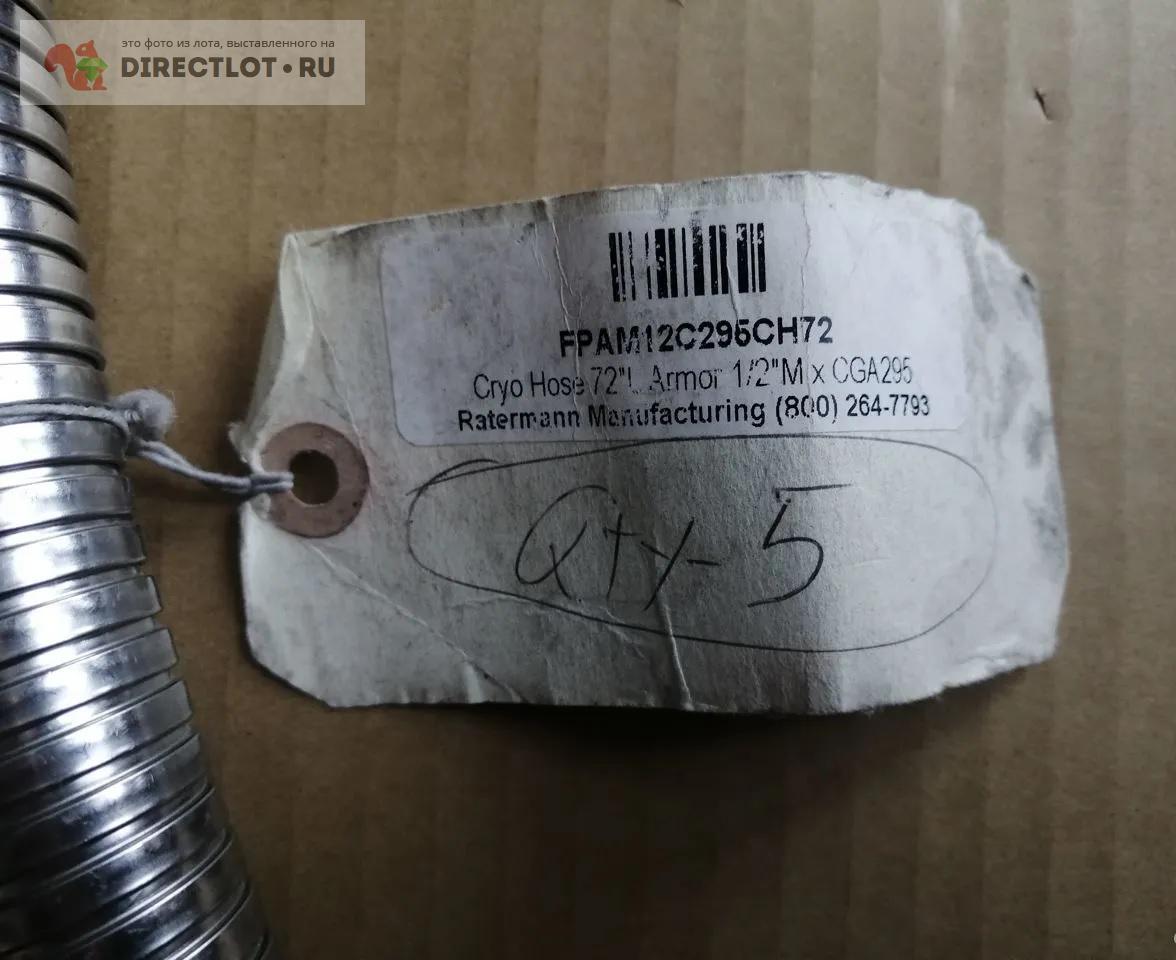 это фото из лота, выставленного на
DIRECTLOT•RU
FPAM12C295CH72
Cryo Hose 72"L Armor 1/2"M x CGA295
Ratermann Manufacturing (800) 264-7793
Qty-5